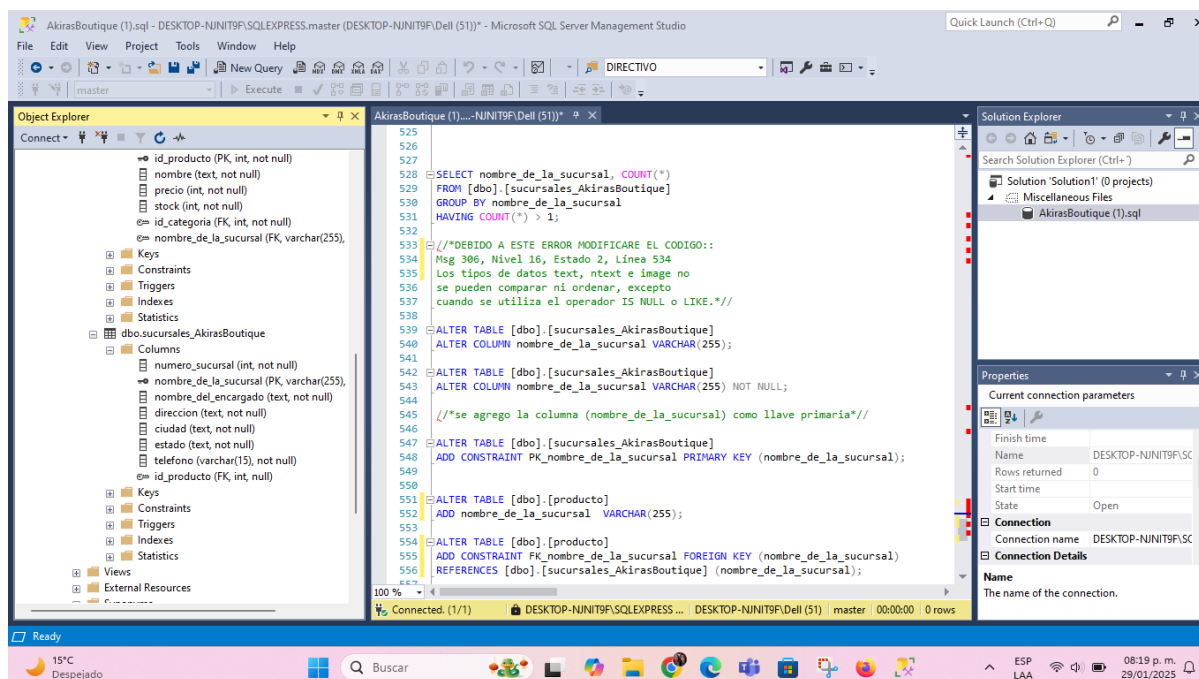 AkirasBoutique (1).sql - DESKTOP-NJNIT9F\SQLEXPRESS.master (DESKTOP-NJNIT9F\Dell (51))* - Microsoft SQL Server Management Studio
Quick Launch (Ctrl+Q)
File Edit View Project Tools Window Help
New Query
MDX DMX XMLA DAX
DIRECTIVO
master
Execute
Object Explorer
Connect
id_producto (PK, int, not null)
nombre (text, not null)
precio (int, not null)
stock (int, not null)
id_categoria (FK, int, not null)
nombre_de_la_sucursal (FK, varchar(255),
Keys
Constraints
Triggers
Indexes
Statistics
dbo.sucursales_AkirasBoutique
Columns
numero_sucursal (int, not null)
nombre_de_la_sucursal (PK, varchar(255),
nombre_del_encargado (text, not null)
direccion (text, not null)
ciudad (text, not null)
estado (text, not null)
telefono (varchar(15), not null)
id_producto (FK, int, null)
Keys
Constraints
Triggers
Indexes
Statistics
Views
External Resources
AkirasBoutique (1)....-NJNIT9F\Dell (51))*
525
526
527
528 SELECT nombre_de_la_sucursal, COUNT(*)
529 FROM [dbo].[sucursales_AkirasBoutique]
530 GROUP BY nombre_de_la_sucursal
531 HAVING COUNT(*) > 1;
532
533 //*DEBIDO A ESTE ERROR MODIFICARE EL CODIGO::
534 Msg 306, Nivel 16, Estado 2, Línea 534
535 Los tipos de datos text, ntext e image no
536 se pueden comparar ni ordenar, excepto
537 cuando se utiliza el operador IS NULL o LIKE.*//
538
539 ALTER TABLE [dbo].[sucursales_AkirasBoutique]
540 ALTER COLUMN nombre_de_la_sucursal VARCHAR(255);
541
542 ALTER TABLE [dbo].[sucursales_AkirasBoutique]
543 ALTER COLUMN nombre_de_la_sucursal VARCHAR(255) NOT NULL;
544
545 //*se agrego la columna (nombre_de_la_sucursal) como llave primaria*//
546
547 ALTER TABLE [dbo].[sucursales_AkirasBoutique]
548 ADD CONSTRAINT PK_nombre_de_la_sucursal PRIMARY KEY (nombre_de_la_sucursal);
549
550
551 ALTER TABLE [dbo].[producto]
552 ADD nombre_de_la_sucursal VARCHAR(255);
553
554 ALTER TABLE [dbo].[producto]
555 ADD CONSTRAINT FK_nombre_de_la_sucursal FOREIGN KEY (nombre_de_la_sucursal)
556 REFERENCES [dbo].[sucursales_AkirasBoutique] (nombre_de_la_sucursal);
100 %
Connected. (1/1) DESKTOP-NJNIT9F\SQLEXPRESS ... DESKTOP-NJNIT9F\Dell (51) master 00:00:00 0 rows
Solution Explorer
Search Solution Explorer (Ctrl+¨)
Solution 'Solution1' (0 projects)
Miscellaneous Files
AkirasBoutique (1).sql
Properties
Current connection parameters
Finish time
Name DESKTOP-NJNIT9F\SC
Rows returned 0
Start time
State Open
Connection
Connection name DESKTOP-NJNIT9F\SC
Connection Details
Name
The name of the connection.
Ready
15°C
Despejado
Buscar
ESP
LAA
08:19 p. m.
29/01/2025